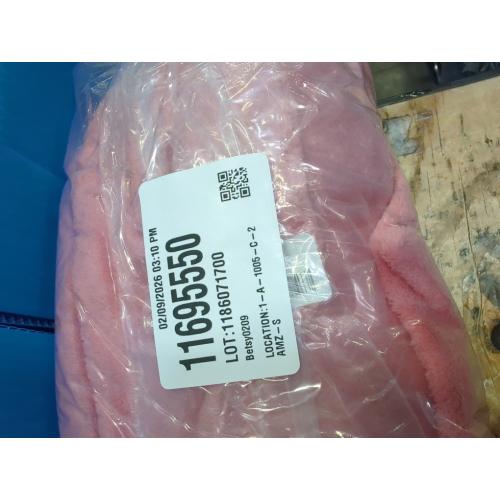 02/09/2026 03:10 PM
11695550
LOT:1186071700
Betsy0209
LOCATION:1-A-1005-C-2
AMZ-S